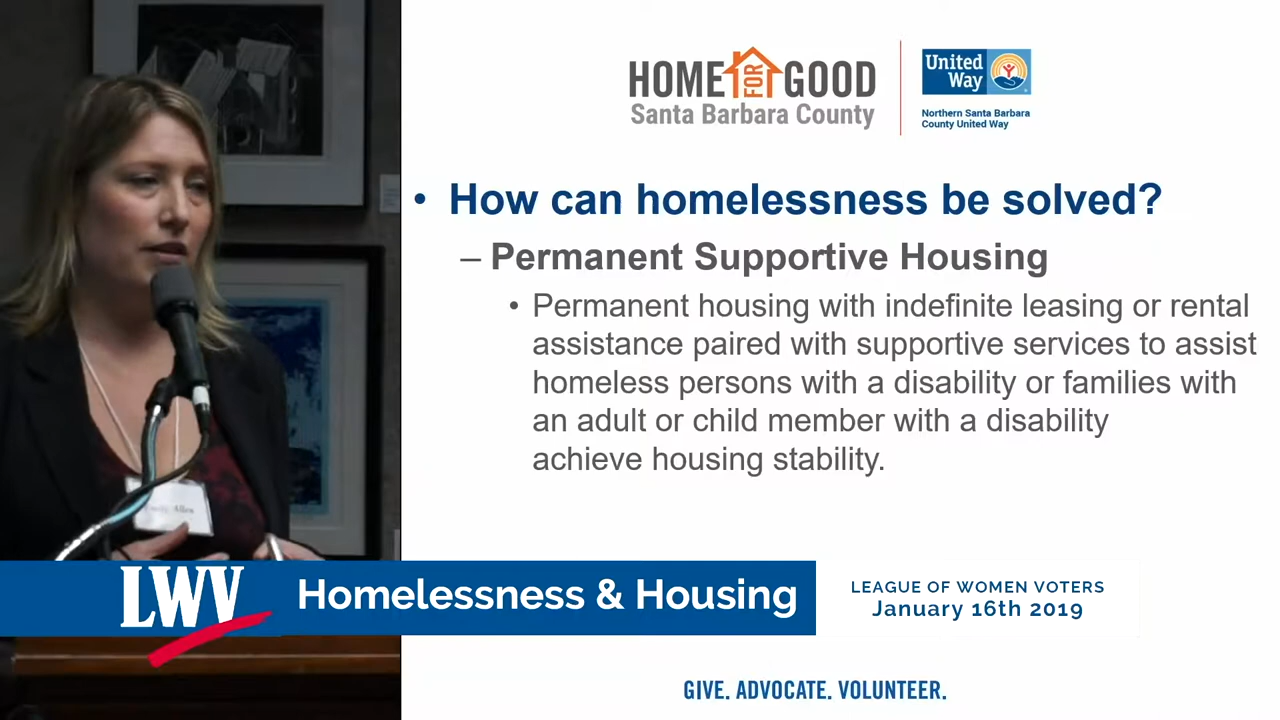 HOME FOR GOOD
Santa Barbara County
United
Way
Northern Santa Barbara
County United Way
• How can homelessness be solved?
– Permanent Supportive Housing
• Permanent housing with indefinite leasing or rental
assistance paired with supportive services to assist
homeless persons with a disability or families with
an adult or child member with a disability
achieve housing stability.
Allen
LWV
Homelessness & Housing
LEAGUE OF WOMEN VOTERS
January 16th 2019
GIVE. ADVOCATE. VOLUNTEER.